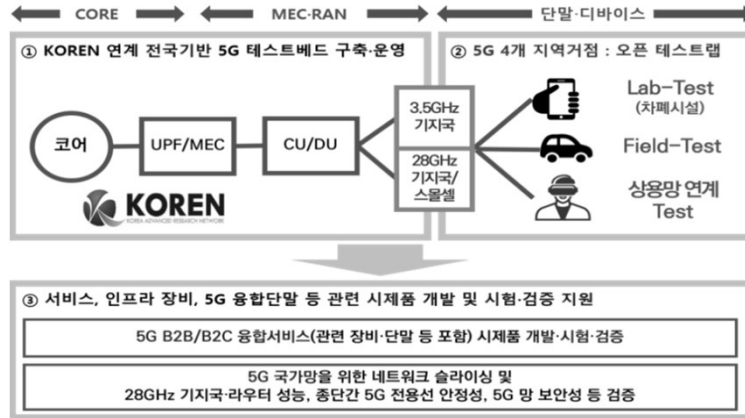 CORE
MEC·RAN
단말·디바이스
① KOREN 연계 전국기반 5G 테스트베드 구축·운영
② 5G 4개 지역거점 : 오픈 테스트랩
코어
UPF/MEC
CU/DU
3.5GHz
기지국
28GHz
기지국/
스몰셀
KOREN
KOREA ADVANCED RESEARCH NETWORK
Lab-Test
(차폐시설)
Field-Test
상용망 연계
Test
③ 서비스, 인프라 장비, 5G 융합단말 등 관련 시제품 개발 및 시험·검증 지원
5G B2B/B2C 융합서비스(관련 장비·단말 등 포함) 시제품 개발·시험·검증
5G 국가망을 위한 네트워크 슬라이싱 및
28GHz 기지국·라우터 성능, 종단간 5G 전용선 안정성, 5G 망 보안성 등 검증